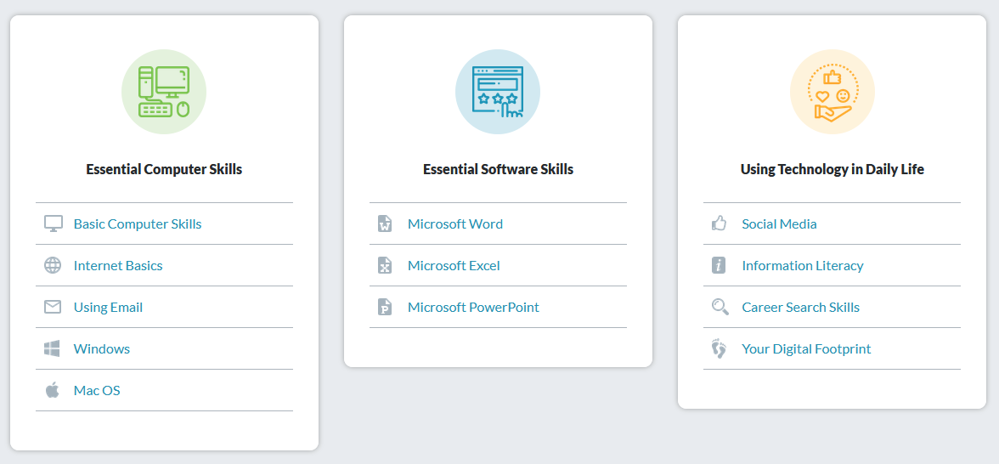 Essential Computer Skills
Basic Computer Skills
Internet Basics
Using Email
Windows
Mac OS
Essential Software Skills
Microsoft Word
Microsoft Excel
Microsoft PowerPoint
Using Technology in Daily Life
Social Media
Information Literacy
Career Search Skills
Your Digital Footprint